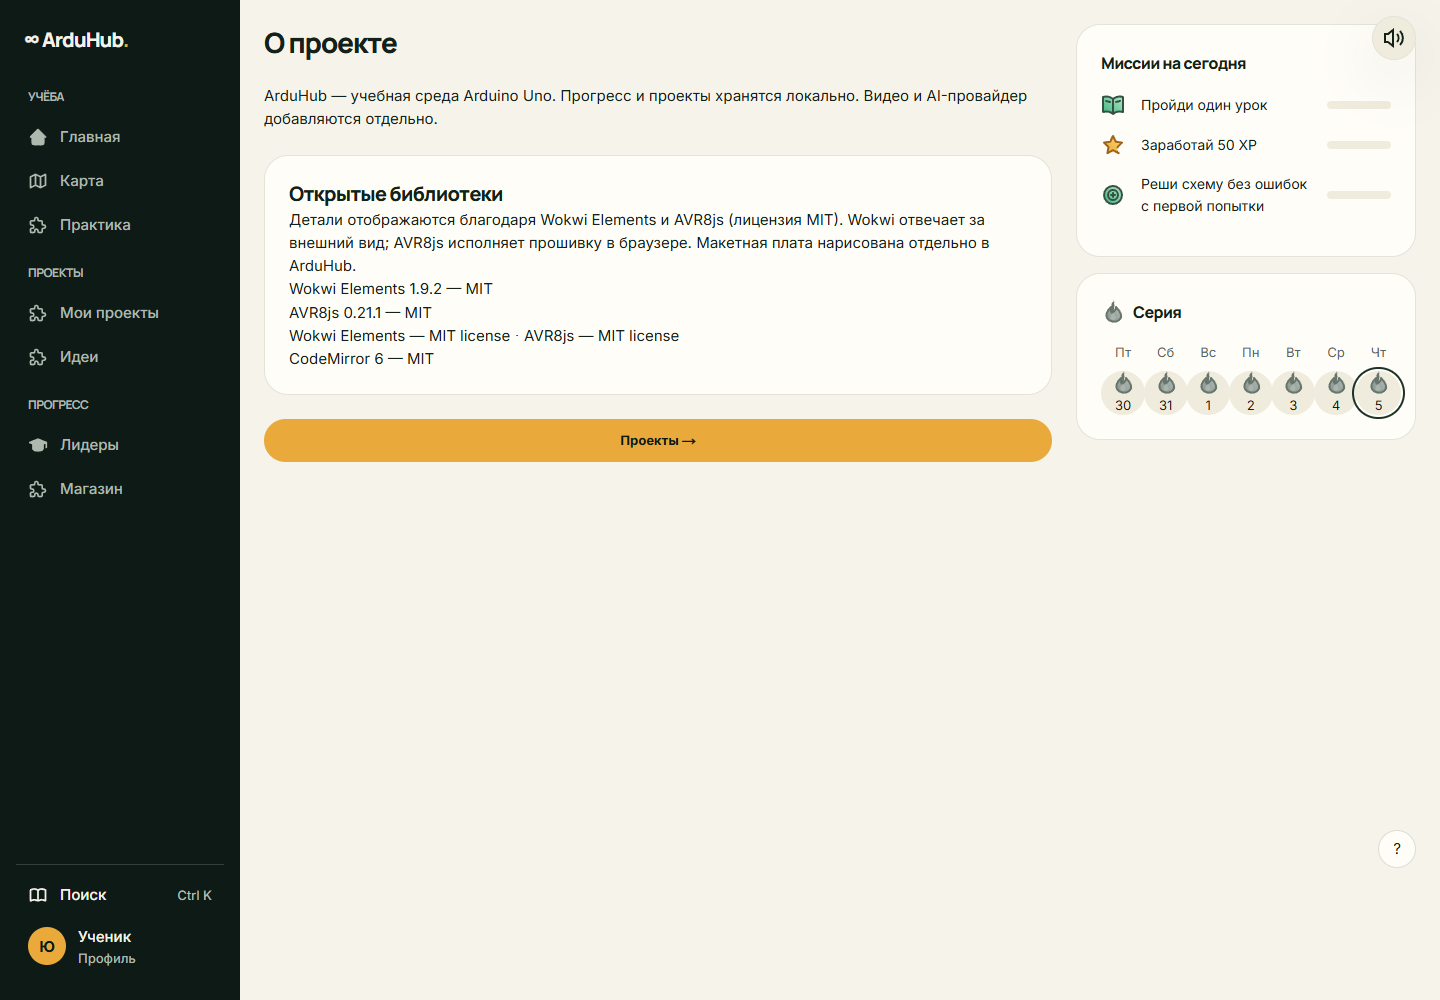 ∞ ArduHub.
УЧЁБА
Главная
Карта
Практика
ПРОЕКТЫ
Мои проекты
Идеи
ПРОГРЕСС
Лидеры
Магазин
Поиск Ctrl K
Ю
Ученик
Профиль
О проекте
ArduHub — учебная среда Arduino Uno. Прогресс и проекты хранятся локально. Видео и AI-провайдер
добавляются отдельно.
Открытые библиотеки
Детали отображаются благодаря Wokwi Elements и AVR8js (лицензия MIT). Wokwi отвечает за
внешний вид; AVR8js исполняет прошивку в браузере. Макетная плата нарисована отдельно в
ArduHub.
Wokwi Elements 1.9.2 — MIT
AVR8js 0.21.1 — MIT
Wokwi Elements — MIT license · AVR8js — MIT license
CodeMirror 6 — MIT
Проекты →
Миссии на сегодня
Пройди один урок
Заработай 50 XP
Реши схему без ошибок
с первой попытки
Серия
Пт Сб Вс Пн Вт Ср Чт
30 31 1 2 3 4 5
?